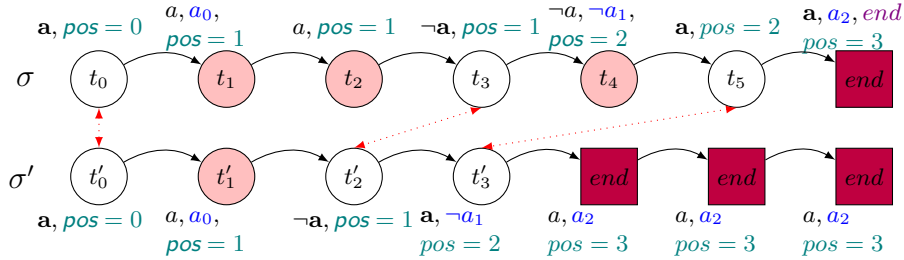 a, a₂, end
a, a₀, ¬a, ¬a₁,
a, pos = 0 a, pos = 1 ¬a, pos = 1 a, pos = 2
pos = 1 pos = 2 pos = 3
σ t₀ t₁ t₂ t₃ t₄ t₅ end
σ′ t′₀ t′₁ t′₂ t′₃ end end end
a, pos = 0 a, a₀, ¬a, pos = 1 a, ¬a₁ a, a₂ a, a₂ a, a₂
pos = 1 pos = 2 pos = 3 pos = 3 pos = 3